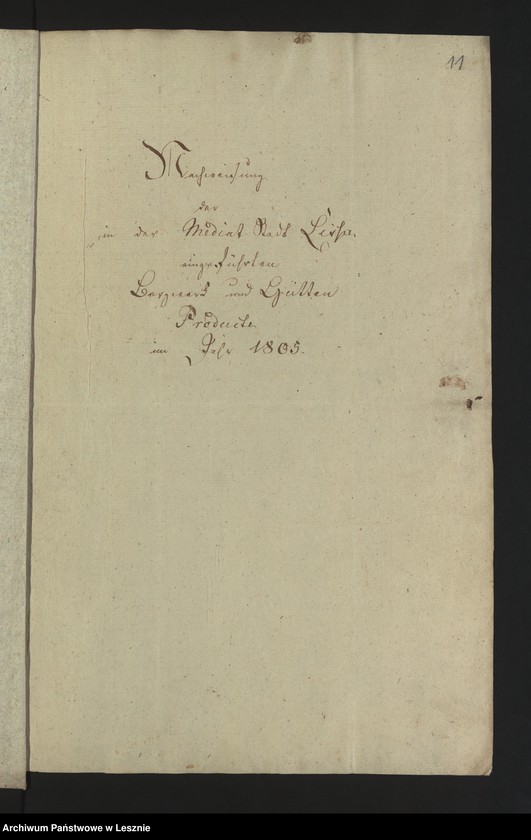 11
Nachweisung
der
in der Mediat Stadt Lissa
eingeführten
Bergwerk und Hütten
Producte
im Jahr 1805.
Archiwum Państwowe w Lesznie